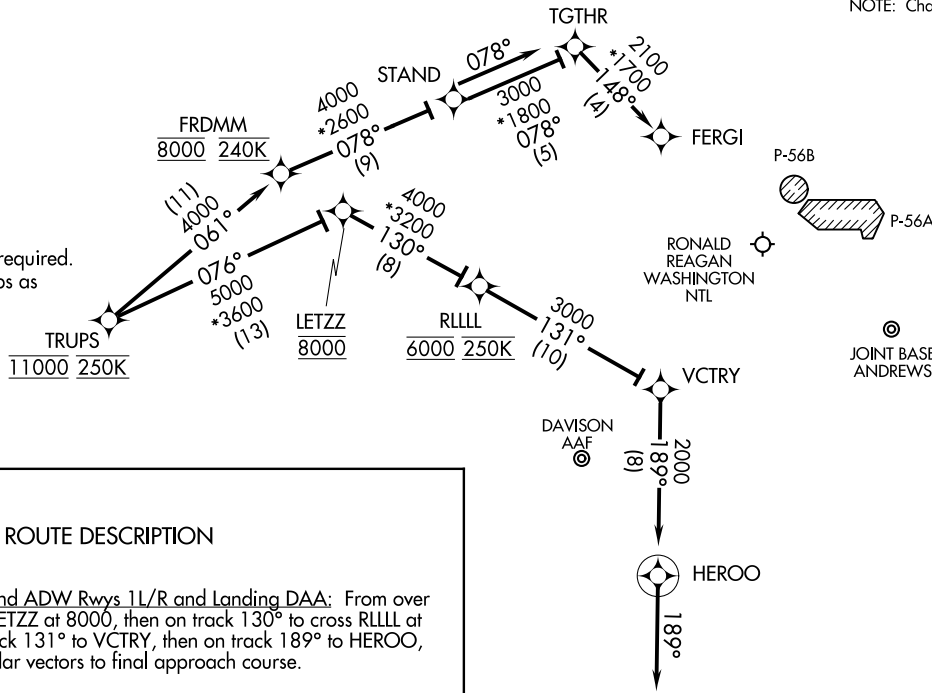 NOTE: Cha
TGTHR
078°
2100
*1700
148°
(4)
STAND
3000
*1800
078°
(5)
FERGI
4000
*2600
078°
(9)
FRDMM
8000 240K
P-56B
P-56A
(11)
4000
061°
4000
*3200
130°
(8)
RONALD
REAGAN
WASHINGTON
NTL
required.
os as
076°
5000
*3600
(13)
TRUPS
11000 250K
LETZZ
8000
RLLLL
6000 250K
3000
131°
(10)
JOINT BASE
ANDREWS
VCTRY
DAVISON
AAF
2000
189°
(8)
ROUTE DESCRIPTION
HEROO
nd ADW Rwys 1L/R and Landing DAA: From over
ETZZ at 8000, then on track 130° to cross RLLLL at
ck 131° to VCTRY, then on track 189° to HEROO,
dar vectors to final approach course.
189°